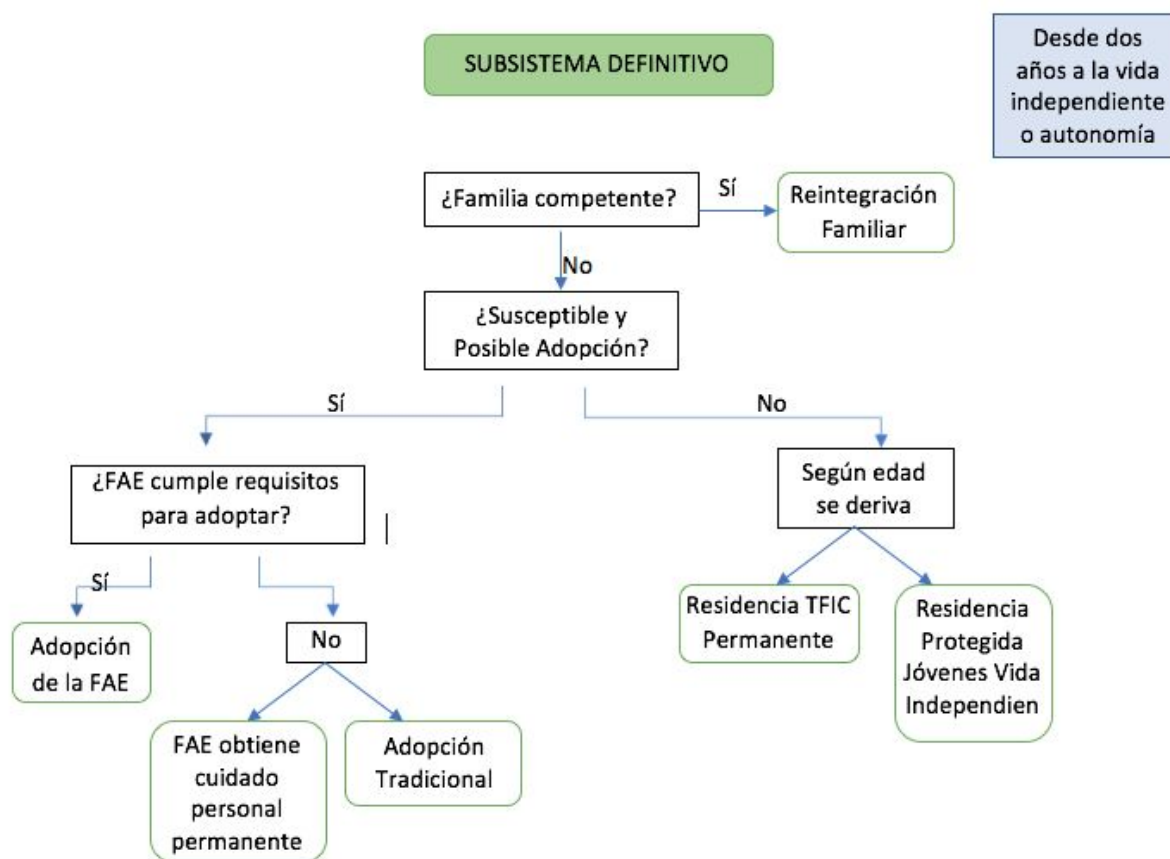 SUBSISTEMA DEFINITIVO
Desde dos
años a la vida
independiente
o autonomía
¿Familia competente?
Sí
Reintegración
Familiar
No
¿Susceptible y
Posible Adopción?
Sí
No
¿FAE cumple requisitos
para adoptar?
Según edad
se deriva
Sí
Adopción
de la FAE
No
FAE obtiene
cuidado
personal
permanente
Adopción
Tradicional
Residencia TFIC
Permanente
Residencia
Protegida
Jóvenes Vida
Independien